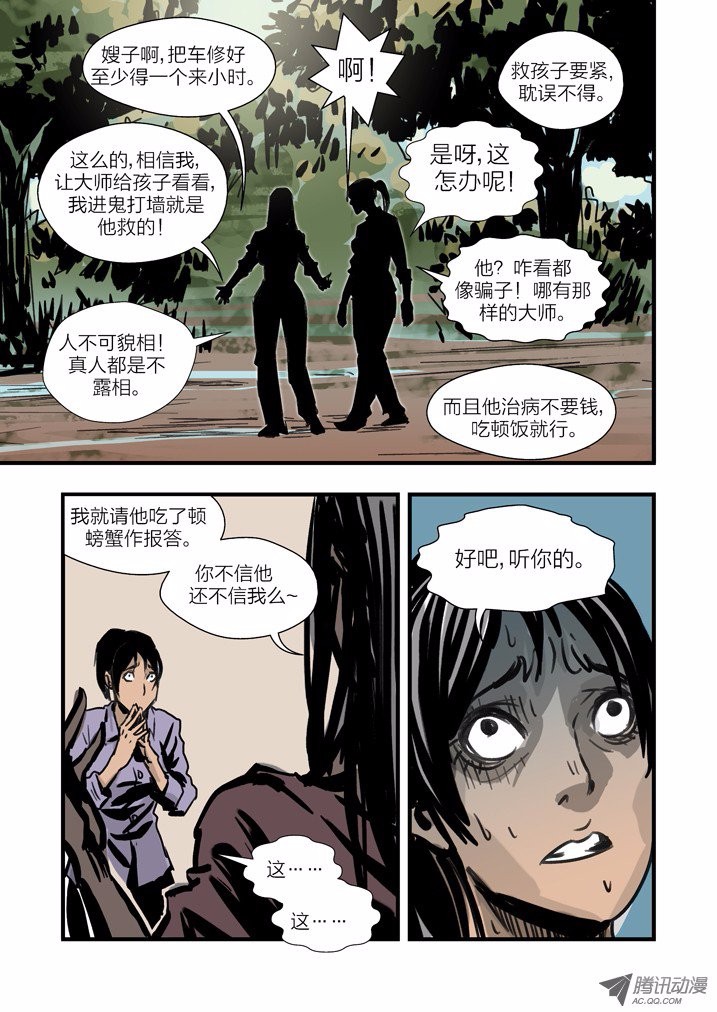 嫂子啊,把车修好
至少得一个来小时。
啊!
救孩子要紧,
耽误不得。
是呀,这
怎办呢!
这么的,相信我,
让大师给孩子看看,
我进鬼打墙就是
他救的!
他?咋看都
像骗子!哪有那
样的大师。
人不可貌相!
真人都是不
露相。
而且他治病不要钱,
吃顿饭就行。
我就请他吃了顿
螃蟹作报答。
你不信他
还不信我么~
这……
这……
好吧,听你的。
腾讯动漫
AC.QQ.COM